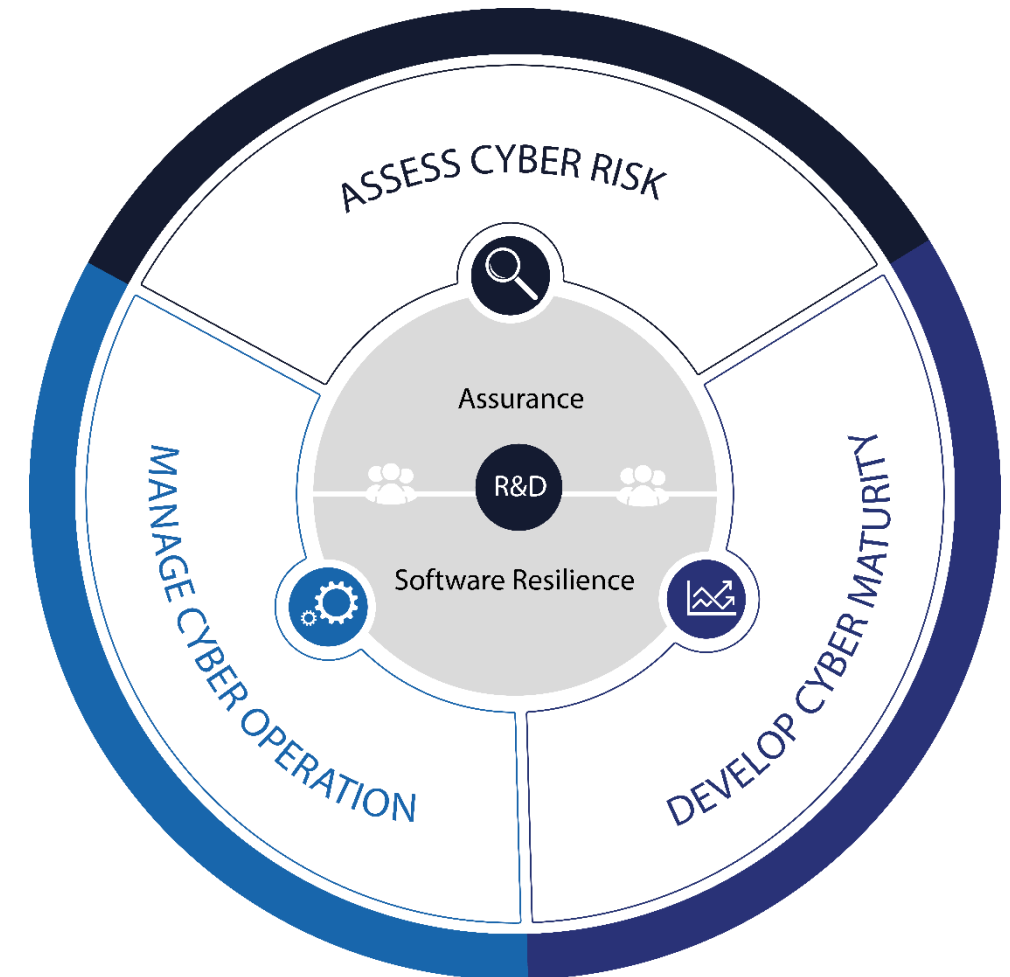 ASSESS CYBER RISK
Assurance
R&D
Software Resilience
MANAGE CYBER OPERATION
DEVELOP CYBER MATURITY